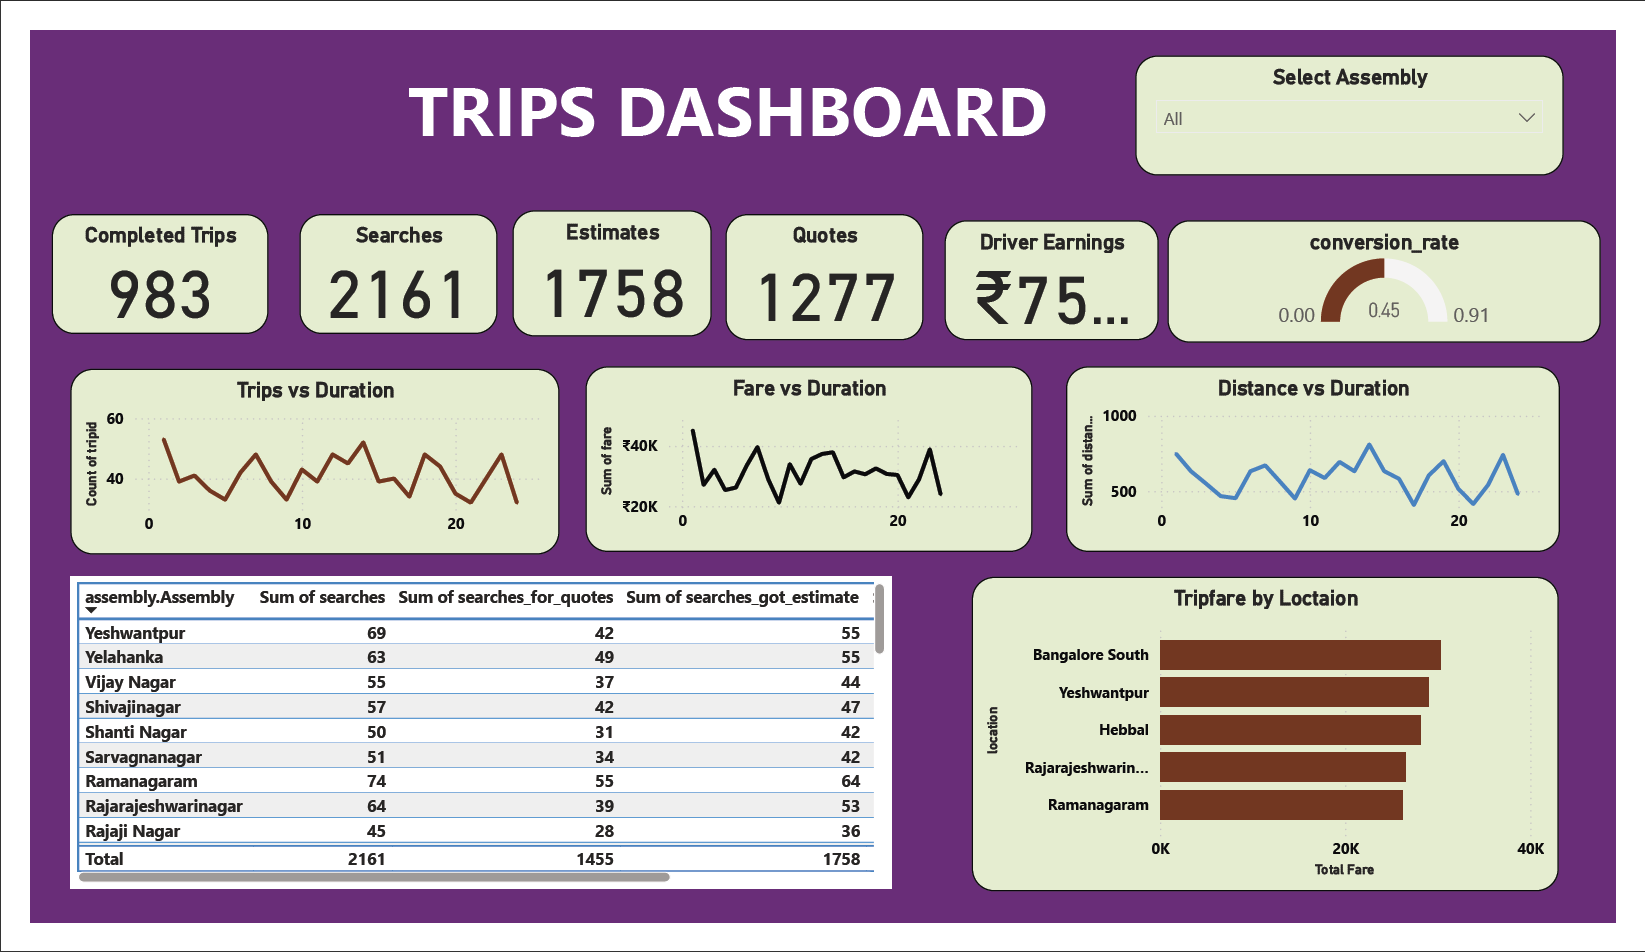 TRIPS DASHBOARD
Select Assembly
All
Completed Trips
983
Searches
2161
Estimates
1758
Quotes
1277
Driver Earnings
₹75...
conversion_rate
0.00
0.45
0.91
Trips vs Duration
Count of tripid
60
40
0 10 20
Fare vs Duration
Sum of fare
₹40K
₹20K
0 20
Distance vs Duration
Sum of distan...
1000
500
0 10 20
assembly.Assembly Sum of searches Sum of searches_for_quotes Sum of searches_got_estimate
Yeshwantpur 69 42 55
Yelahanka 63 49 55
Vijay Nagar 55 37 44
Shivajinagar 57 42 47
Shanti Nagar 50 31 42
Sarvagnanagar 51 34 42
Ramanagaram 74 55 64
Rajarajeshwarinagar 64 39 53
Rajaji Nagar 45 28 36
Total 2161 1455 1758
Tripfare by Loctaion
location
Bangalore South
Yeshwantpur
Hebbal
Rajarajeshwarin...
Ramanagaram
0K 20K 40K
Total Fare